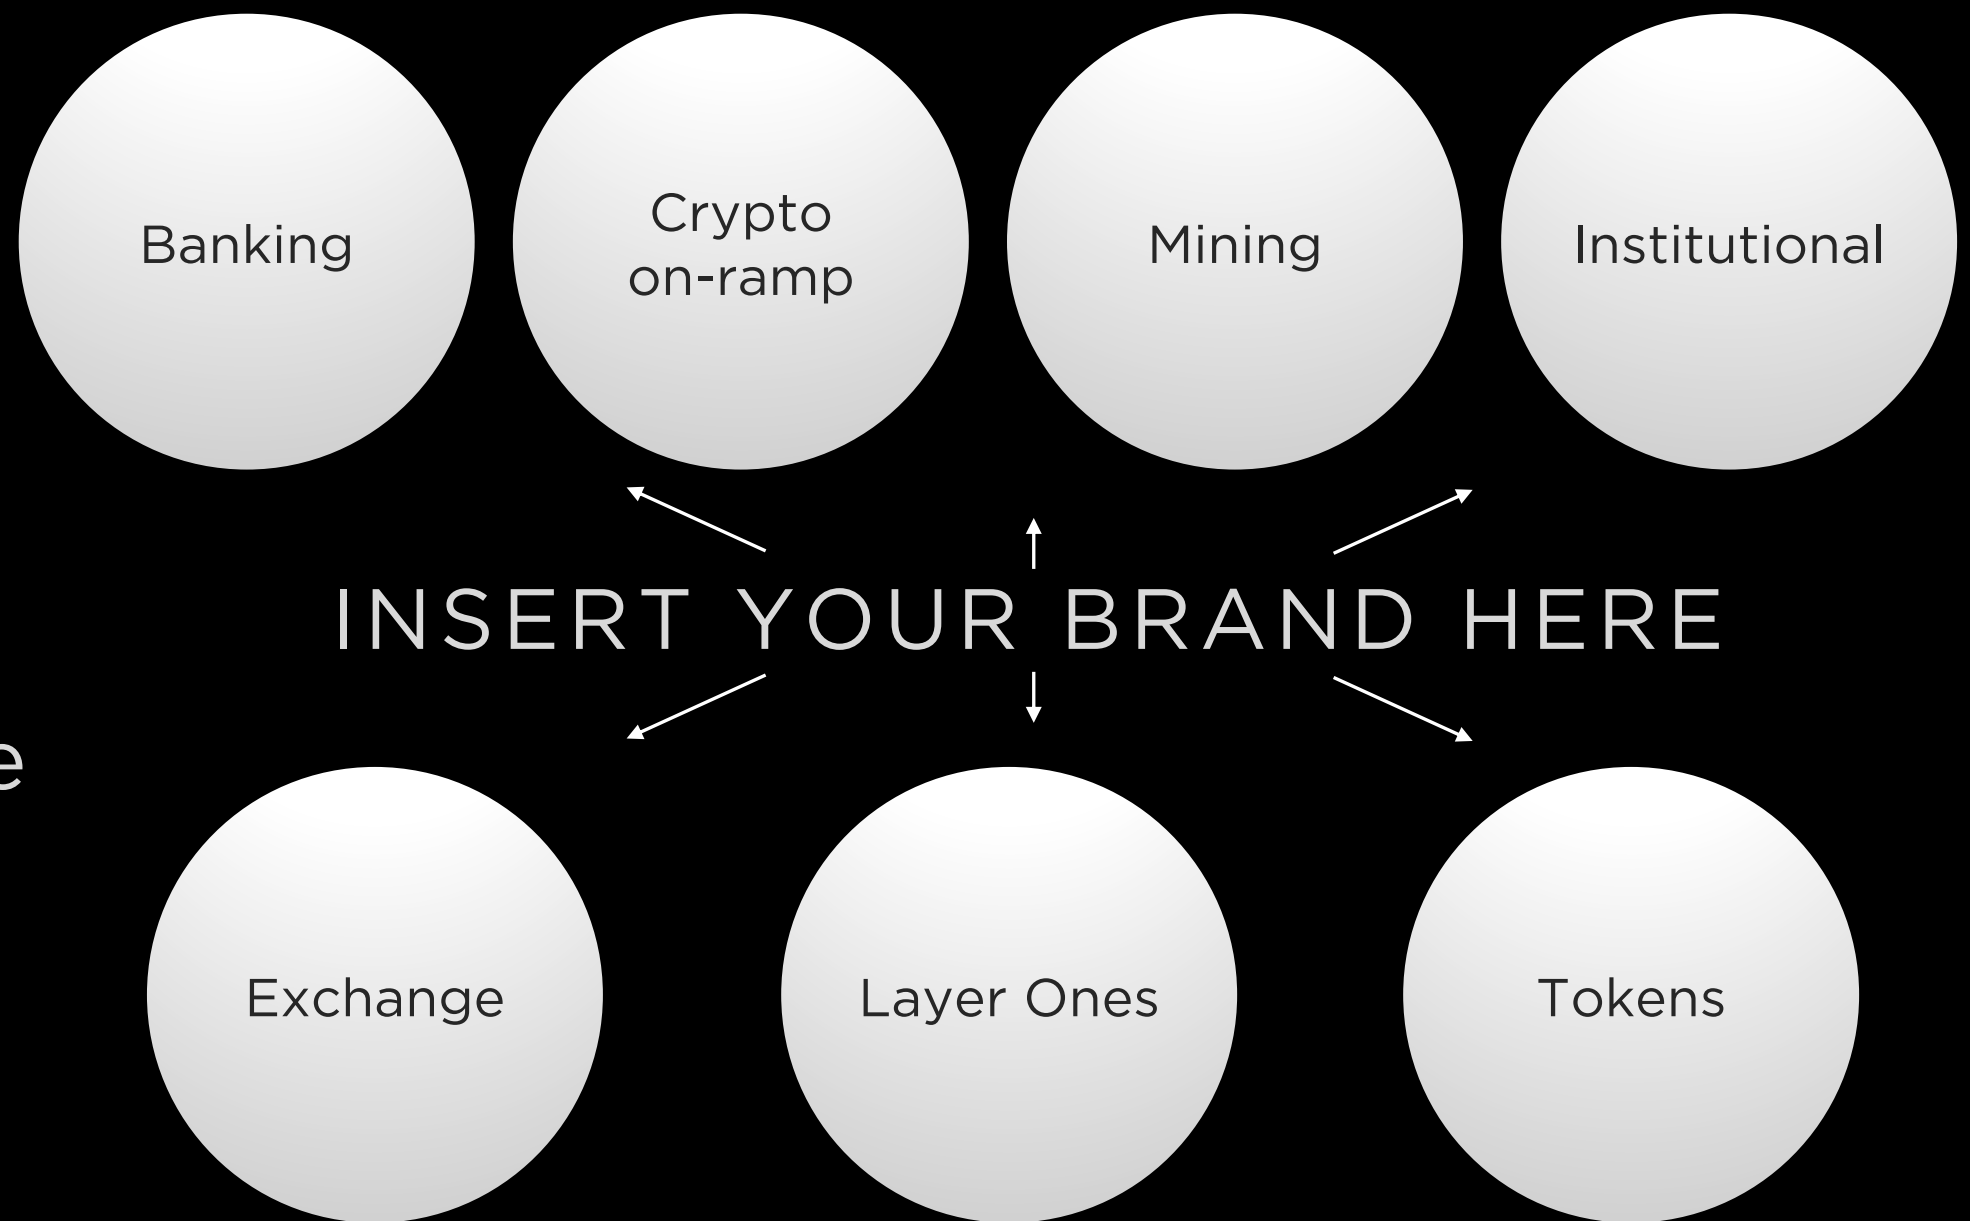 Banking
Crypto
on-ramp
Mining
Institutional
INSERT YOUR BRAND HERE
e
Exchange
Layer Ones
Tokens